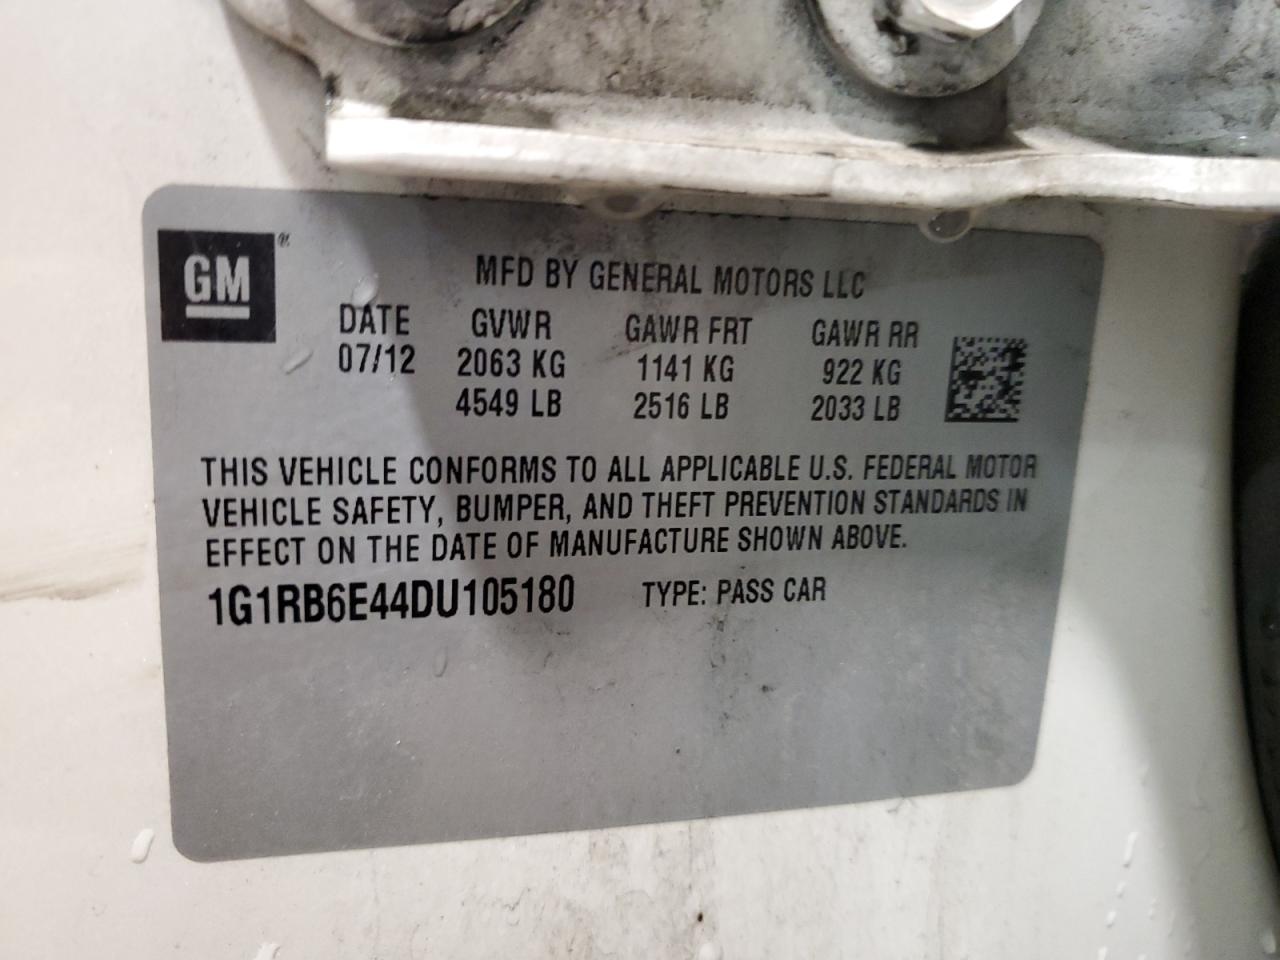 GM®
MFD BY GENERAL MOTORS LLC
DATE GVWR GAWR FRT GAWR RR
07/12 2063 KG 1141 KG 922 KG
4549 LB 2516 LB 2033 LB
THIS VEHICLE CONFORMS TO ALL APPLICABLE U.S. FEDERAL MOTOR
VEHICLE SAFETY, BUMPER, AND THEFT PREVENTION STANDARDS IN
EFFECT ON THE DATE OF MANUFACTURE SHOWN ABOVE.
1G1RB6E44DU105180 TYPE: PASS CAR